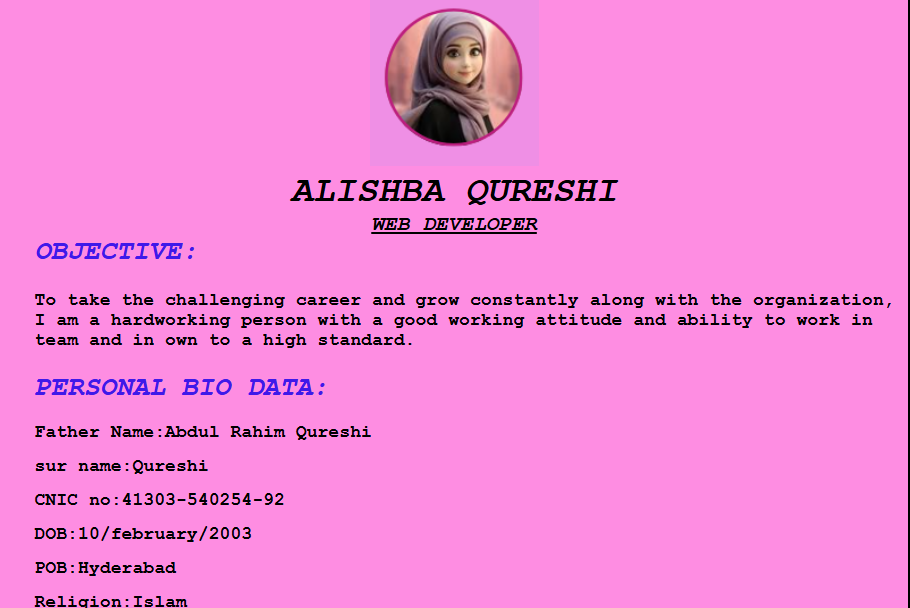 ALISHBA QURESHI
WEB DEVELOPER
OBJECTIVE:
To take the challenging career and grow constantly along with the organization,
I am a hardworking person with a good working attitude and ability to work in
team and in own to a high standard.
PERSONAL BIO DATA:
Father Name:Abdul Rahim Qureshi
sur name:Qureshi
CNIC no:41303-540254-92
DOB:10/february/2003
POB:Hyderabad
Religion:Islam